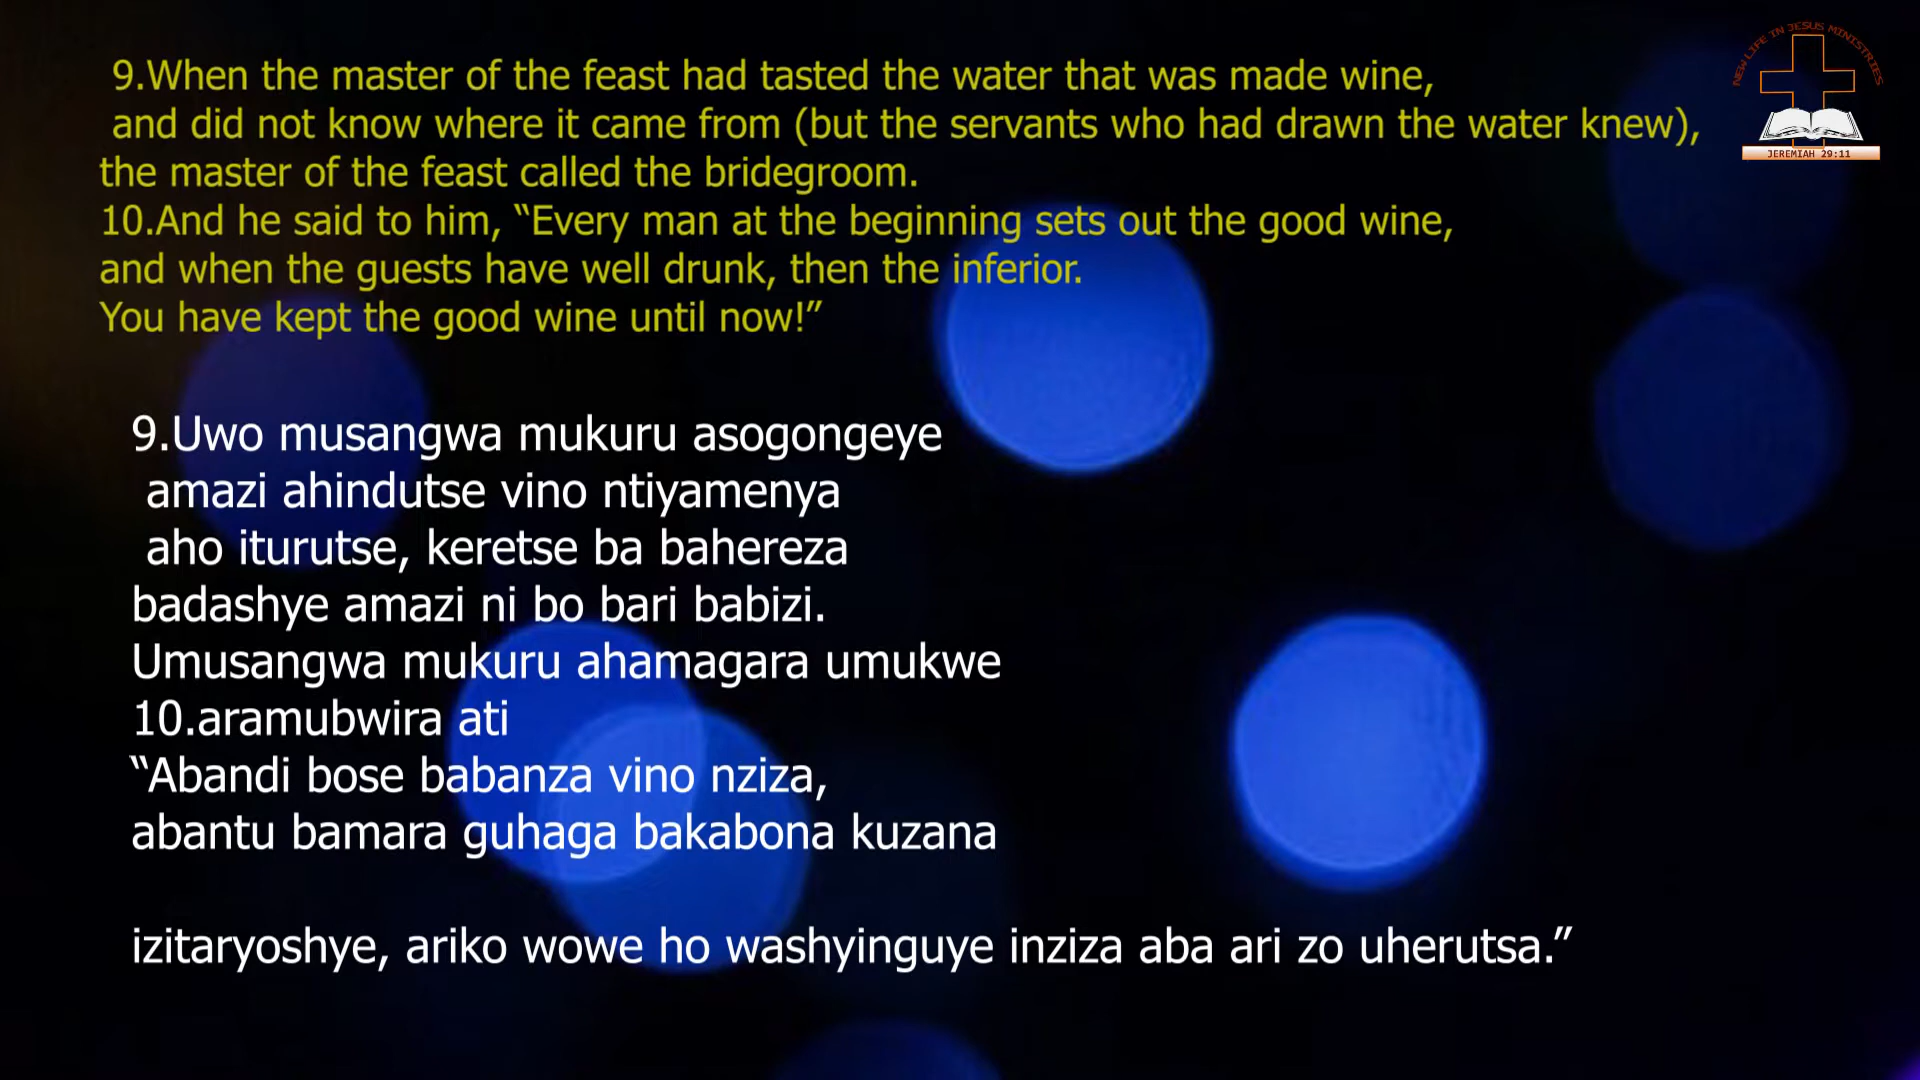 NEW LIFE IN JESUS MINISTRIES
JEREMIAH 29:11
9.When the master of the feast had tasted the water that was made wine,
and did not know where it came from (but the servants who had drawn the water knew),
the master of the feast called the bridegroom.
10.And he said to him, “Every man at the beginning sets out the good wine,
and when the guests have well drunk, then the inferior.
You have kept the good wine until now!”
9.Uwo musangwa mukuru asogongeye
amazi ahindutse vino ntiyamenya
aho iturutse, keretse ba bahereza
badashye amazi ni bo bari babizi.
Umusangwa mukuru ahamagara umukwe
10.aramubwira ati
“Abandi bose babanza vino nziza,
abantu bamara guhaga bakabona kuzana
izitaryoshye, ariko wowe ho washyinguye inziza aba ari zo uherutsa.”